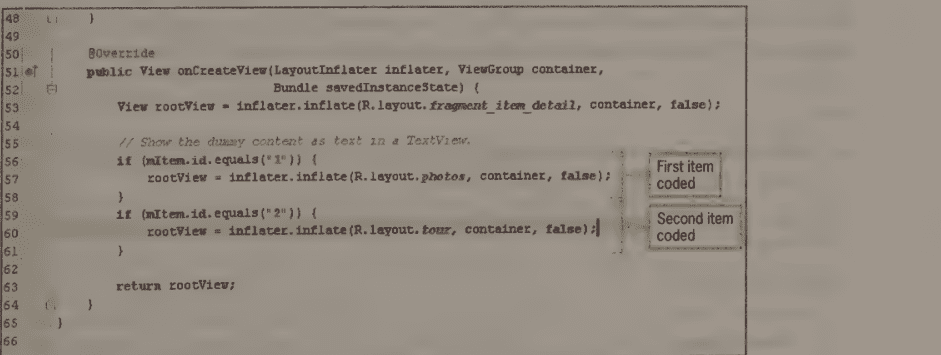 48 }
49
50 @Override
51 public View onCreateView(LayoutInflater inflater, ViewGroup container,
52 Bundle savedInstanceState) {
53 View rootView = inflater.inflate(R.layout.fragment_item_detail, container, false);
54
55 // Show the dummy content as text in a TextView.
56 if (mItem.id.equals("1")) {
57 rootView = inflater.inflate(R.layout.photos, container, false);
58 }
59 if (mItem.id.equals("2")) {
60 rootView = inflater.inflate(R.layout.tour, container, false);
61 }
62
63 return rootView;
64 }
65 }
66
First item
coded
Second item
coded